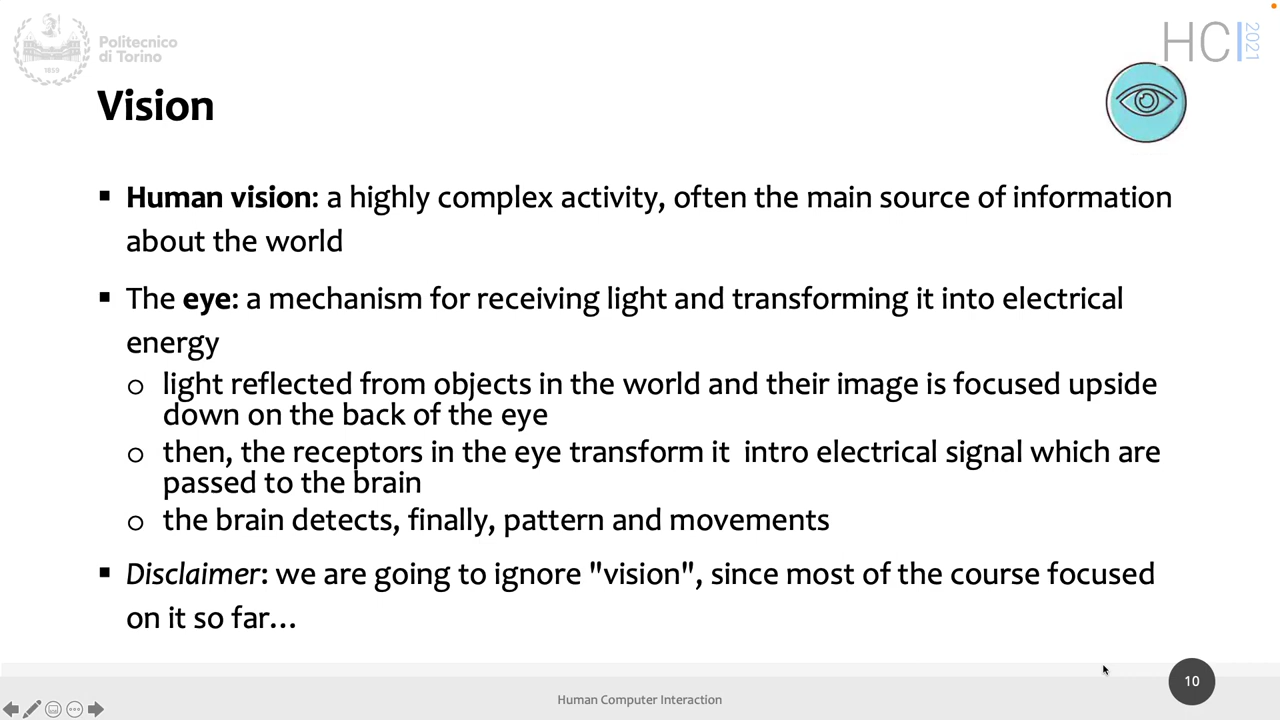 Politecnico
di Torino
1859
HCI 2021
Vision
▪ Human vision: a highly complex activity, often the main source of information
about the world
▪ The eye: a mechanism for receiving light and transforming it into electrical
energy
o light reflected from objects in the world and their image is focused upside
down on the back of the eye
o then, the receptors in the eye transform it  intro electrical signal which are
passed to the brain
o the brain detects, finally, pattern and movements
▪ Disclaimer: we are going to ignore "vision", since most of the course focused
on it so far...
Human Computer Interaction
10